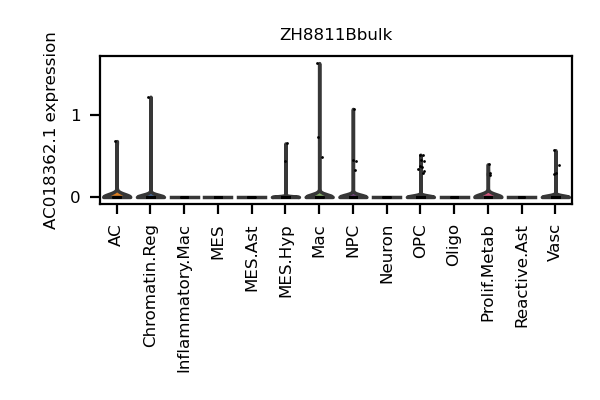 ZH8811Bbulk
AC018362.1 expression
1
0
AC
Chromatin.Reg
Inflammatory.Mac
MES
MES.Ast
MES.Hyp
Mac
NPC
Neuron
OPC
Oligo
Prolif.Metab
Reactive.Ast
Vasc